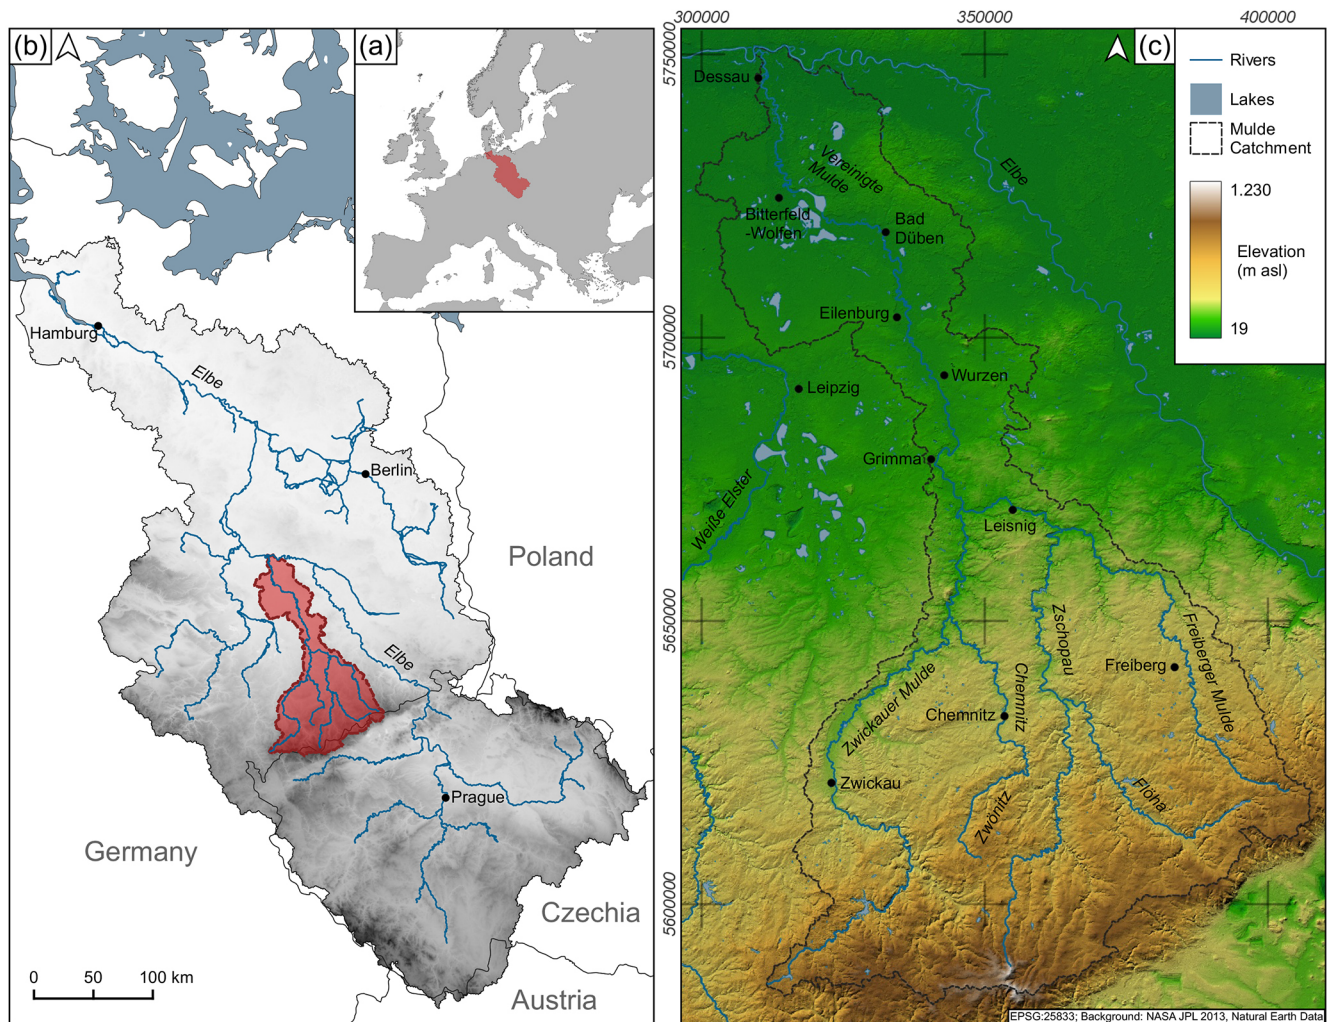 (b)
(a)
Hamburg
Elbe
Berlin
Poland
Elbe
Prague
Germany
Czechia
Austria
0 50 100 km
300000 350000 400000
5750000
5700000
5650000
5600000
(c)
Rivers
Lakes
Mulde
Catchment
1.230
Elevation
(m asl)
19
Dessau
Vereinigte
Mulde
Elbe
Bitterfeld
-Wolfen
Bad
Düben
Eilenburg
Wurzen
Leipzig
Grimma
Weiße Elster
Leisnig
Zschopau
Freiberger Mulde
Freiberg
Zwickauer Mulde
Chemnitz
Chemnitz
Zwickau
Zwönitz
Flöha
EPSG:25833; Background: NASA JPL 2013, Natural Earth Data